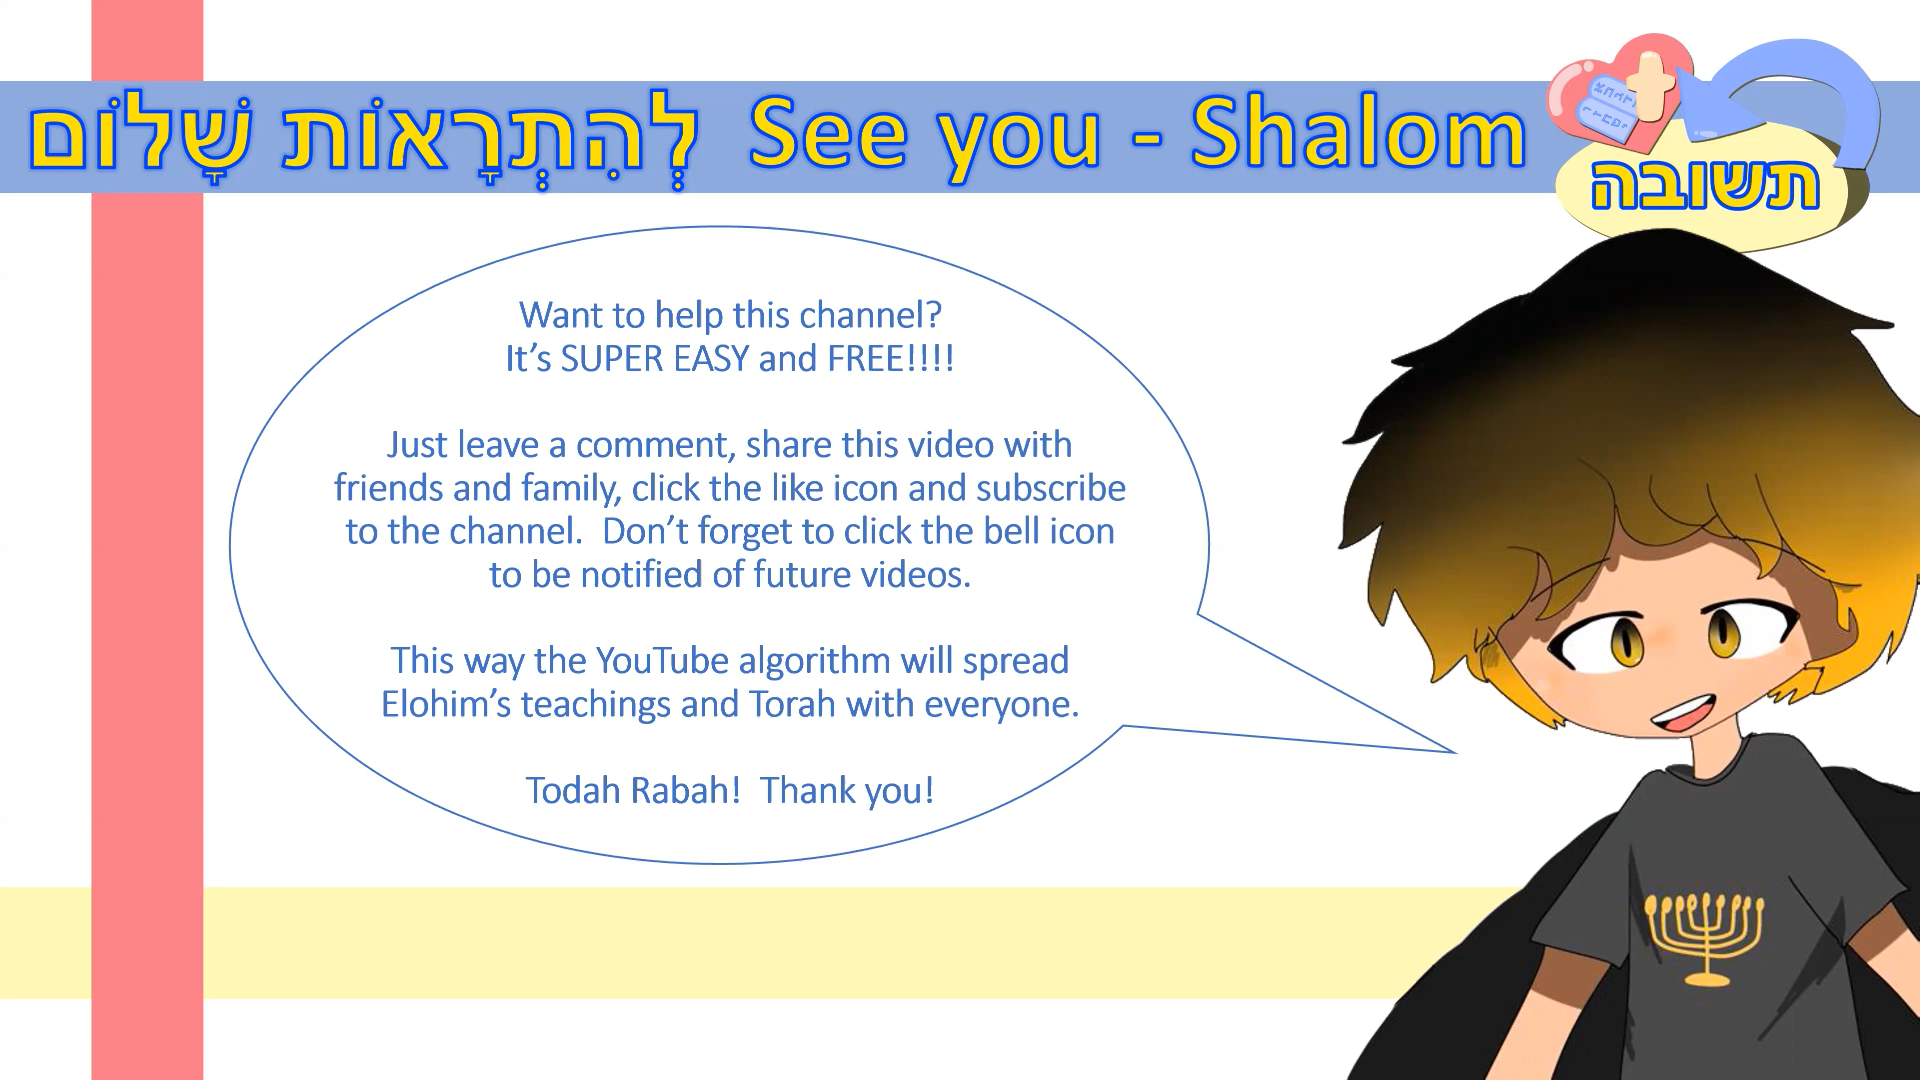 לְהִתְרָאוֹת שָׁלוֹם See you - Shalom
תשובה
Want to help this channel?
It’s SUPER EASY and FREE!!!!
Just leave a comment, share this video with
friends and family, click the like icon and subscribe
to the channel.  Don’t forget to click the bell icon
to be notified of future videos.
This way the YouTube algorithm will spread
Elohim’s teachings and Torah with everyone.
Todah Rabah!  Thank you!